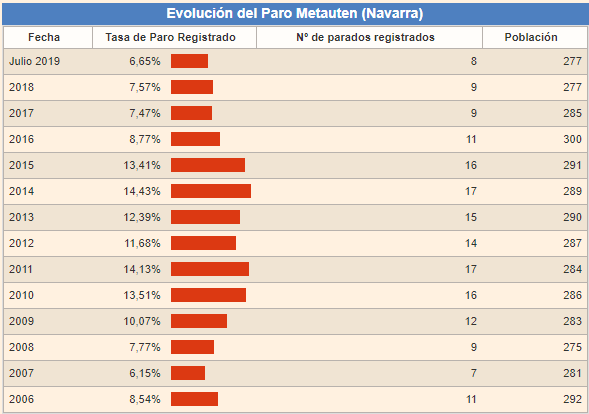 Evolución del Paro Metauten (Navarra)
Fecha Tasa de Paro Registrado Nº de parados registrados Población
Julio 2019 6,65% 8 277
2018 7,57% 9 277
2017 7,47% 9 285
2016 8,77% 11 300
2015 13,41% 16 291
2014 14,43% 17 289
2013 12,39% 15 290
2012 11,68% 14 287
2011 14,13% 17 284
2010 13,51% 16 286
2009 10,07% 12 283
2008 7,77% 9 275
2007 6,15% 7 281
2006 8,54% 11 292